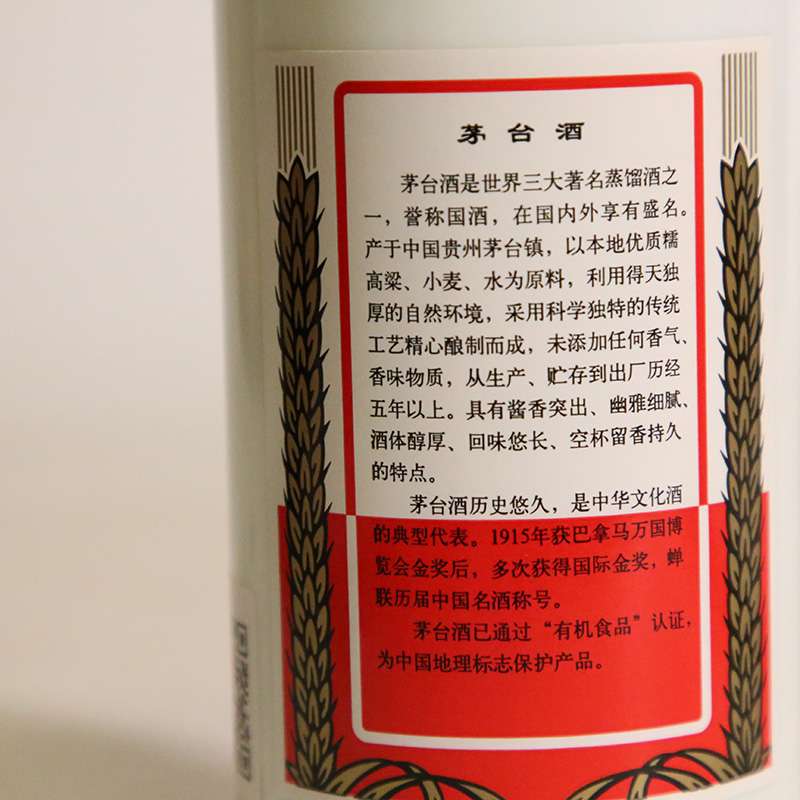 茅台酒
茅台酒是世界三大著名蒸馏酒之
一，誉称国酒，在国内外享有盛名。
产于中国贵州茅台镇，以本地优质糯
高粱、小麦、水为原料，利用得天独
厚的自然环境，采用科学独特的传统
工艺精心酿制而成，未添加任何香气、
香味物质，从生产、贮存到出厂历经
五年以上。具有酱香突出、幽雅细腻、
酒体醇厚、回味悠长、空杯留香持久
的特点。
茅台酒历史悠久，是中华文化酒
的典型代表。1915年获巴拿马万国博
览会金奖后，多次获得国际金奖，蝉
联历届中国名酒称号。
茅台酒已通过“有机食品”认证，
为中国地理标志保护产品。